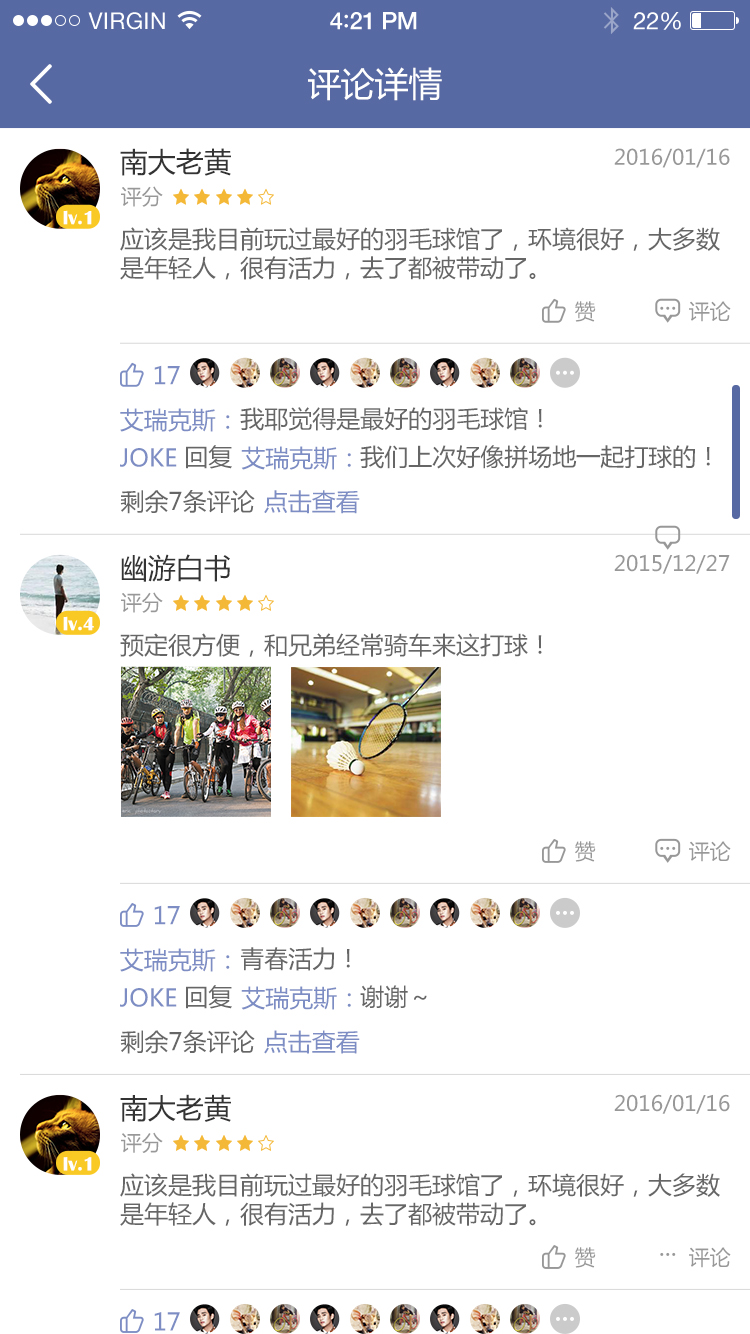 VIRGIN 4:21 PM 22%
评论详情
南大老黄 2016/01/16
lv.1
评分
应该是我目前玩过最好的羽毛球馆了，环境很好，大多数
是年轻人，很有活力，去了都被带动了。
赞 评论
17
艾瑞克斯：我耶觉得是最好的羽毛球馆！
JOKE 回复 艾瑞克斯：我们上次好像拼场地一起打球的！
剩余7条评论 点击查看
幽游白书 2015/12/27
lv.4
评分
预定很方便，和兄弟经常骑车来这打球！
赞 评论
17
艾瑞克斯：青春活力！
JOKE 回复 艾瑞克斯：谢谢～
剩余7条评论 点击查看
南大老黄 2016/01/16
lv.1
评分
应该是我目前玩过最好的羽毛球馆了，环境很好，大多数
是年轻人，很有活力，去了都被带动了。
赞 评论
17